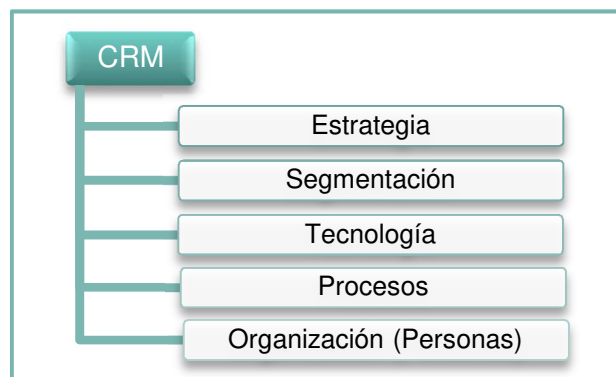 CRM
Estrategia
Segmentación
Tecnología
Procesos
Organización (Personas)